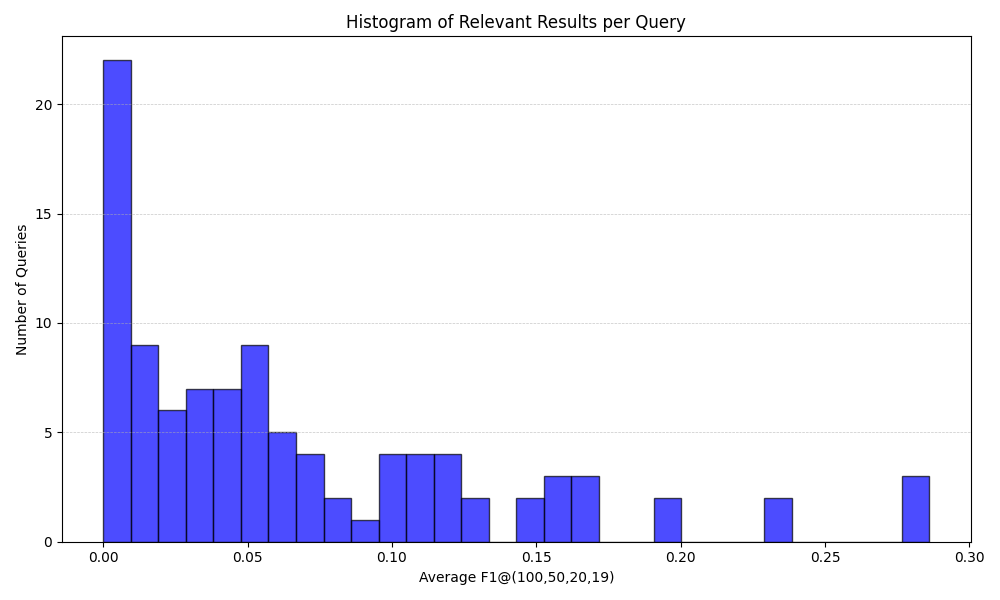 Histogram of Relevant Results per Query
Number of Queries
20
15
10
5
0
0.00 0.05 0.10 0.15 0.20 0.25 0.30
Average F1@(100,50,20,19)